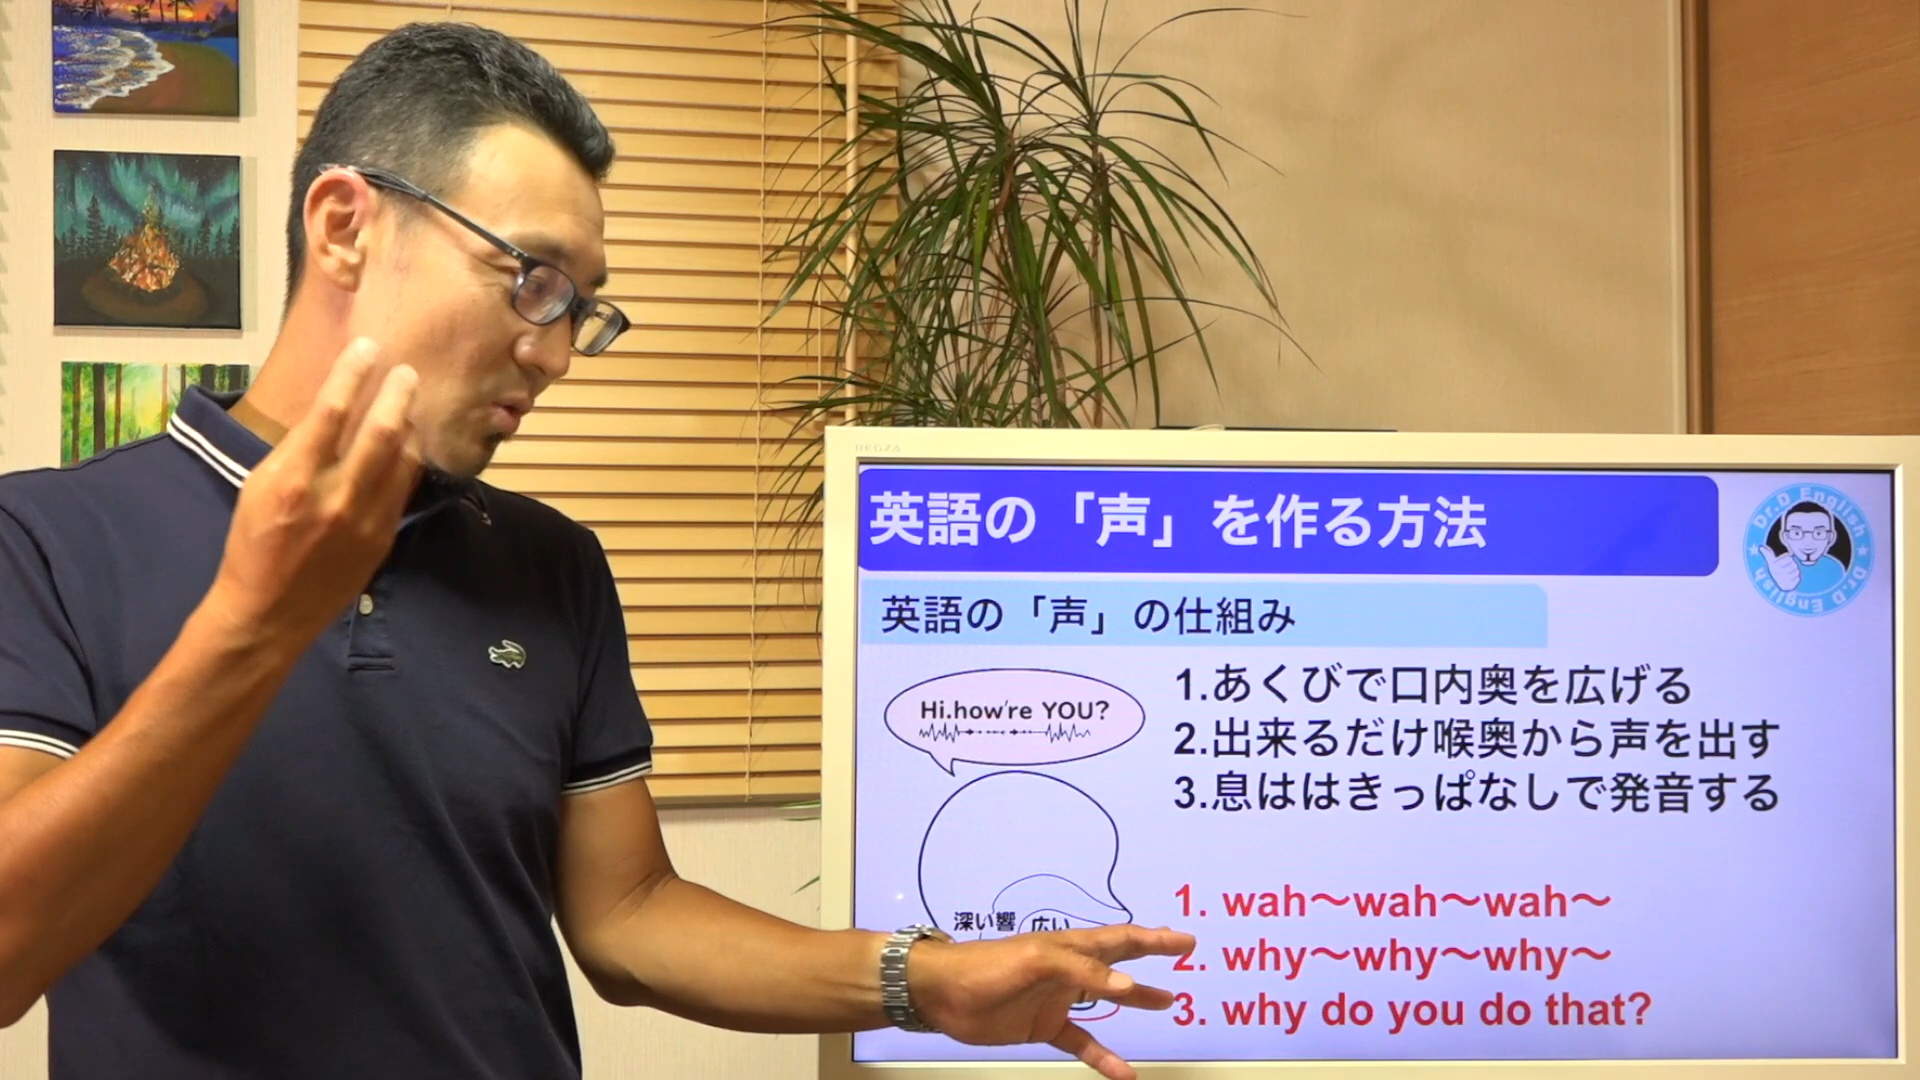 REGZA
英語の「声」を作る方法
Dr.D English
Dr.D English
英語の「声」の仕組み
Hi.how're YOU?
1.あくびで口内奥を広げる
2.出来るだけ喉奥から声を出す
3.息ははきっぱなしで発音する
深い響 広い
1. wah〜wah〜wah〜
2. why〜why〜why〜
3. why do you do that?